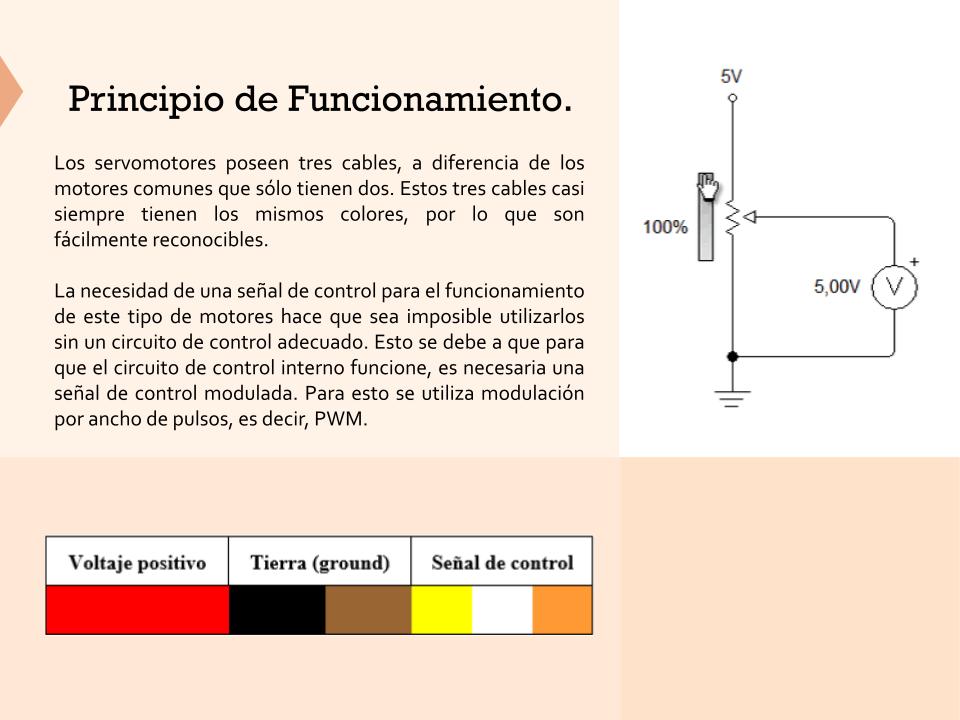 Principio de Funcionamiento.
Los servomotores poseen tres cables, a diferencia de los
motores comunes que sólo tienen dos. Estos tres cables casi
siempre tienen los mismos colores, por lo que son
fácilmente reconocibles.
La necesidad de una señal de control para el funcionamiento
de este tipo de motores hace que sea imposible utilizarlos
sin un circuito de control adecuado. Esto se debe a que para
que el circuito de control interno funcione, es necesaria una
señal de control modulada. Para esto se utiliza modulación
por ancho de pulsos, es decir, PWM.
5V
100%
5,00V
V
+
Voltaje positivo
Tierra (ground)
Señal de control